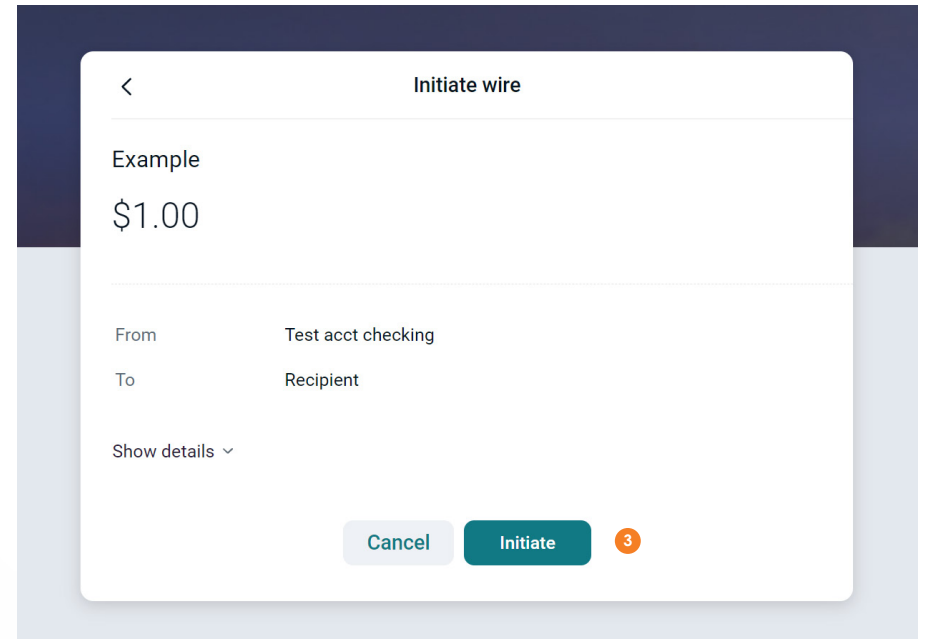 Initiate wire
Example
$1.00
From Test acct checking
To Recipient
Show details
Cancel Initiate 3